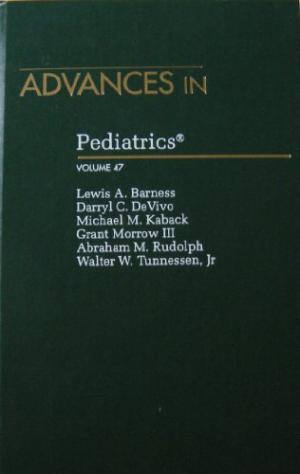 ADVANCES IN
Pediatrics®
VOLUME 47
Lewis A. Barness
Darryl C. DeVivo
Michael M. Kaback
Grant Morrow III
Abraham M. Rudolph
Walter W. Tunnessen, Jr